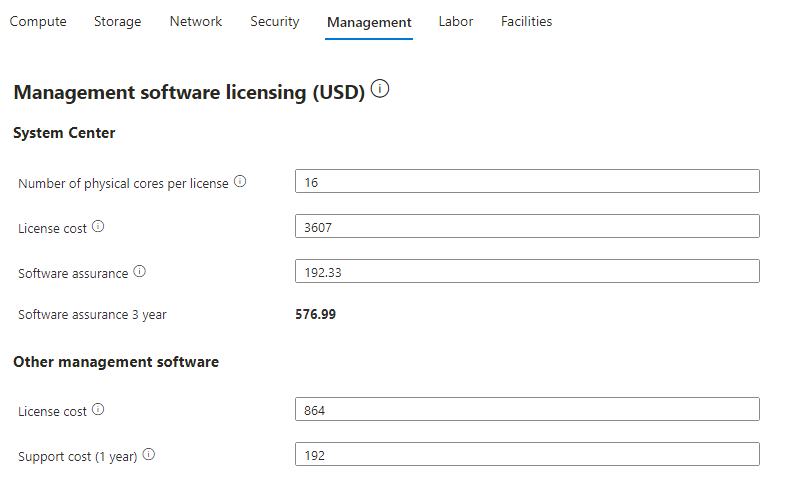 Compute Storage Network Security Management Labor Facilities
Management software licensing (USD)
System Center
Number of physical cores per license 16
License cost 3607
Software assurance 192.33
Software assurance 3 year 576.99
Other management software
License cost 864
Support cost (1 year) 192